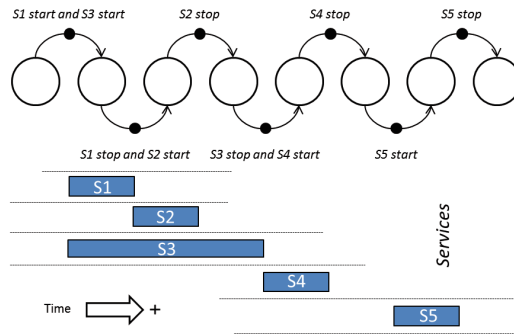 S1 start and S3 start
S2 stop
S4 stop
S5 stop
S1 stop and S2 start
S3 stop and S4 start
S5 start
S1
S2
S3
S4
S5
Services
Time
+